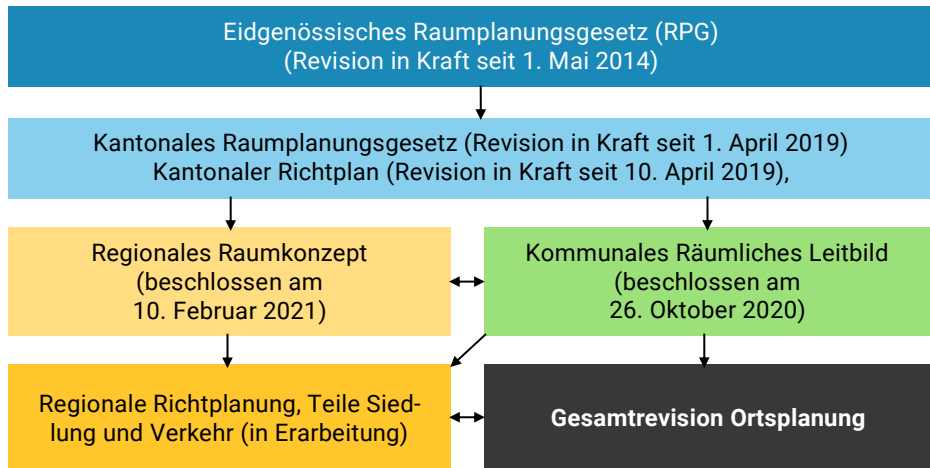 Eidgenössisches Raumplanungsgesetz (RPG)
(Revision in Kraft seit 1. Mai 2014)
Kantonales Raumplanungsgesetz (Revision in Kraft seit 1. April 2019)
Kantonaler Richtplan (Revision in Kraft seit 10. April 2019),
Regionales Raumkonzept
(beschlossen am
10. Februar 2021)
Kommunales Räumliches Leitbild
(beschlossen am
26. Oktober 2020)
Regionale Richtplanung, Teile Sied-
lung und Verkehr (in Erarbeitung)
Gesamtrevision Ortsplanung